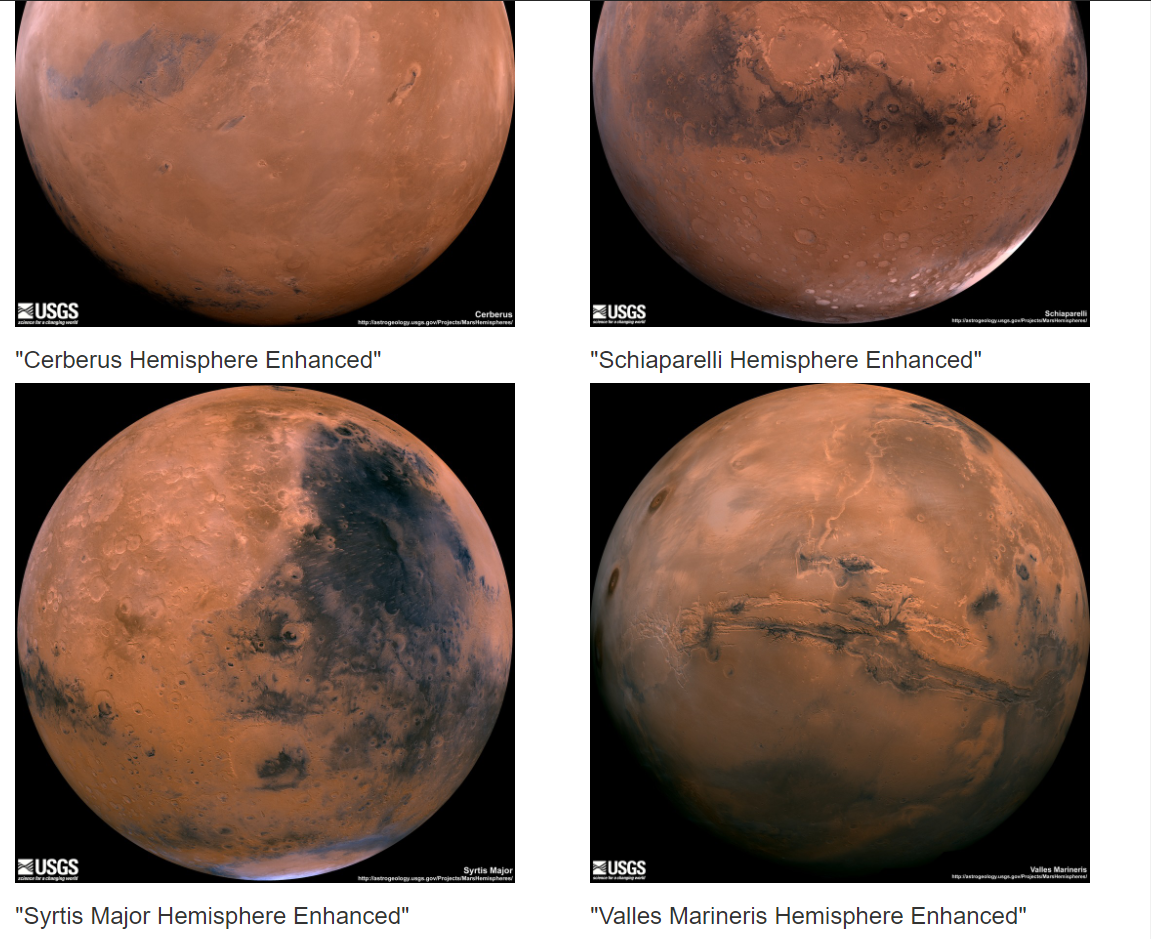 USGS
science for a changing world
Cerberus
http://astrogeology.usgs.gov/Projects/MarsHemispheres/
USGS
science for a changing world
Schiaparelli
http://astrogeology.usgs.gov/Projects/MarsHemispheres/
"Cerberus Hemisphere Enhanced"
"Schiaparelli Hemisphere Enhanced"
USGS
science for a changing world
Syrtis Major
http://astrogeology.usgs.gov/Projects/MarsHemispheres/
USGS
science for a changing world
Valles Marineris
http://astrogeology.usgs.gov/Projects/MarsHemispheres/
"Syrtis Major Hemisphere Enhanced"
"Valles Marineris Hemisphere Enhanced"